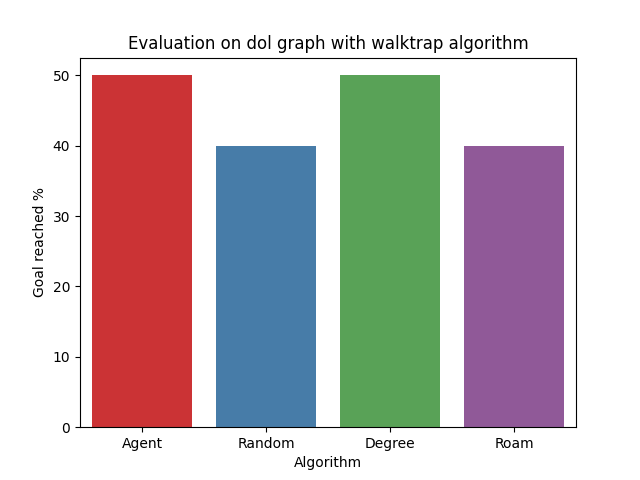 Evaluation on dol graph with walktrap algorithm
Goal reached %
50
40
30
20
10
0
Agent Random Degree Roam
Algorithm